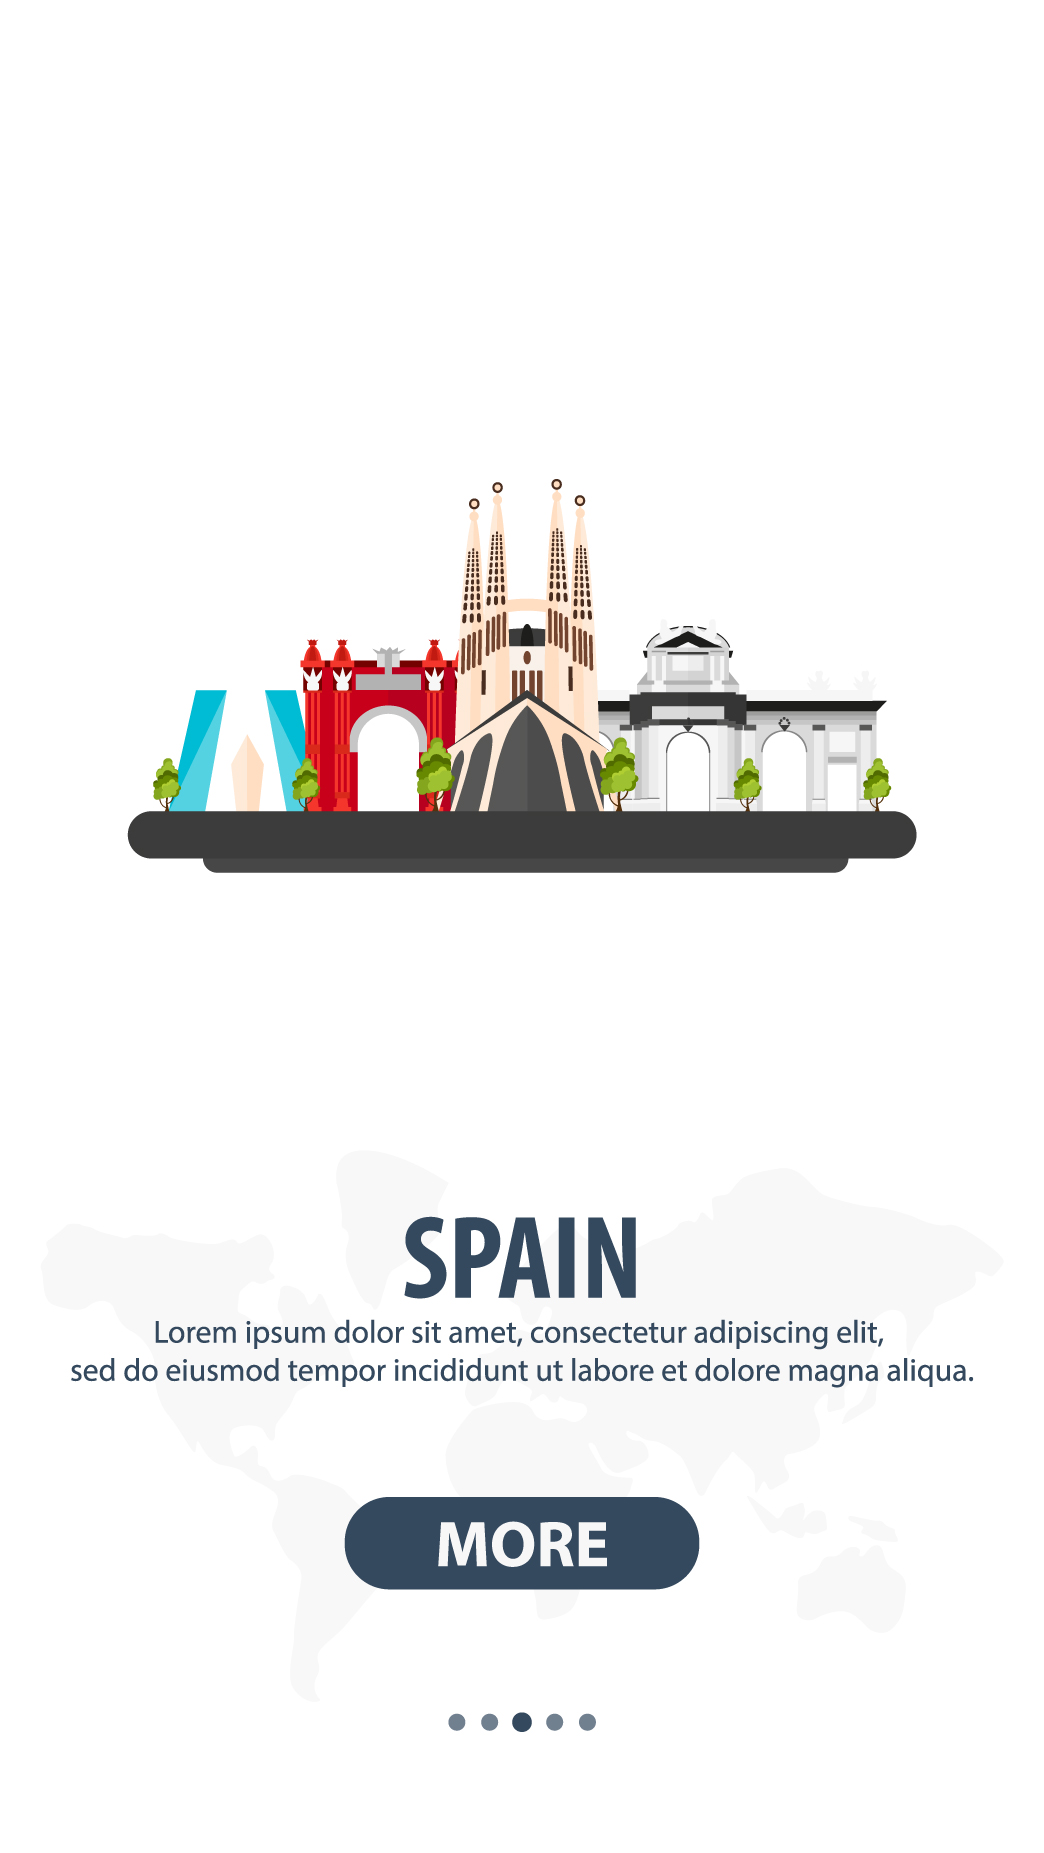 SPAIN
Lorem ipsum dolor sit amet, consectetur adipiscing elit,
sed do eiusmod tempor incididunt ut labore et dolore magna aliqua.
MORE